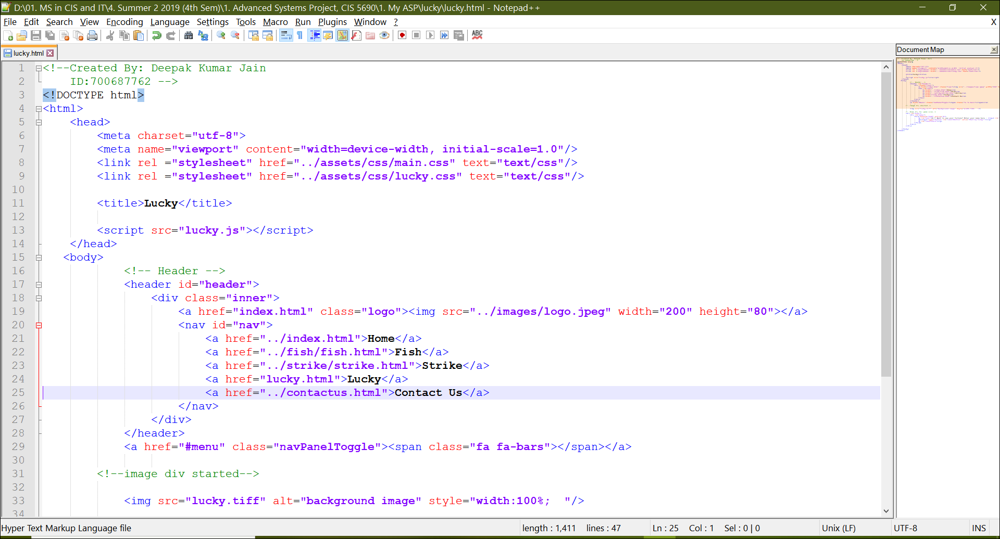 D:\01. MS in CIS and IT\4. Summer 2 2019 (4th Sem)\1. Advanced Systems Project, CIS 5690\1. My ASP\lucky\lucky.html - Notepad++
File Edit Search View Encoding Language Settings Tools Macro Run Plugins Window ? X
ABC
lucky.html
Document Map
1 <!--Created By: Deepak Kumar Jain
2 ID:700687762 -->
3 <!DOCTYPE html>
4 <html>
5 <head>
6 <meta charset="utf-8">
7 <meta name="viewport" content="width=device-width, initial-scale=1.0"/>
8 <link rel ="stylesheet" href="../assets/css/main.css" text="text/css"/>
9 <link rel ="stylesheet" href="../assets/css/lucky.css" text="text/css"/>
10
11 <title>Lucky</title>
12
13 <script src="lucky.js"></script>
14 </head>
15 <body>
16 <!-- Header -->
17 <header id="header">
18 <div class="inner">
19 <a href="index.html" class="logo"><img src="../images/logo.jpeg" width="200" height="80"></a>
20 <nav id="nav">
21 <a href="../index.html">Home</a>
22 <a href="../fish/fish.html">Fish</a>
23 <a href="../strike/strike.html">Strike</a>
24 <a href="lucky.html">Lucky</a>
25 <a href="../contactus.html">Contact Us</a>
26 </nav>
27 </div>
28 </header>
29 <a href="#menu" class="navPanelToggle"><span class="fa fa-bars"></span></a>
30
31 <!--image div started-->
32
33 <img src="lucky.tiff" alt="background image" style="width:100%;  "/>
34
Hyper Text Markup Language file length : 1,411 lines : 47 Ln : 25 Col : 1 Sel : 0 | 0 Unix (LF) UTF-8 INS